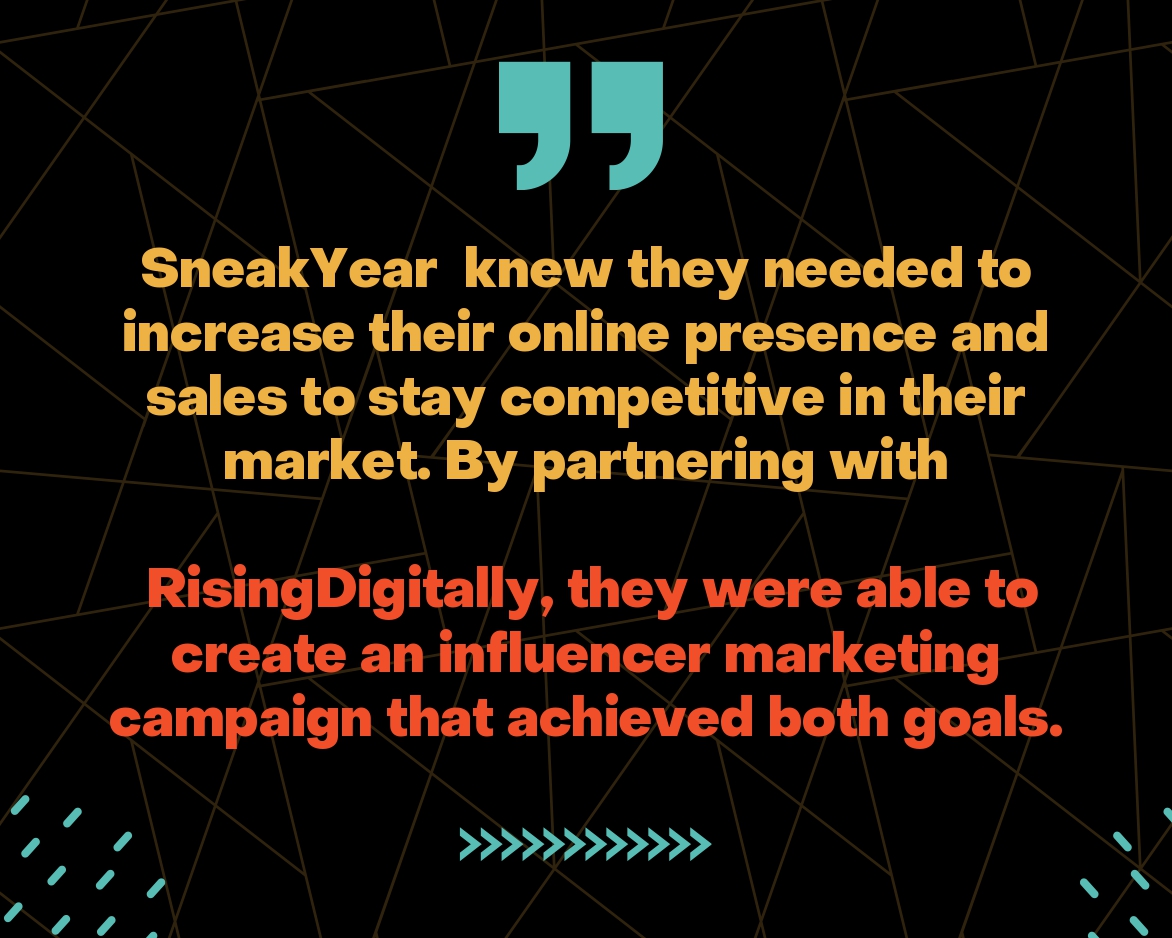 SneakYear  knew they needed to
increase their online presence and
sales to stay competitive in their
market. By partnering with
RisingDigitally, they were able to
create an influencer marketing
campaign that achieved both goals.